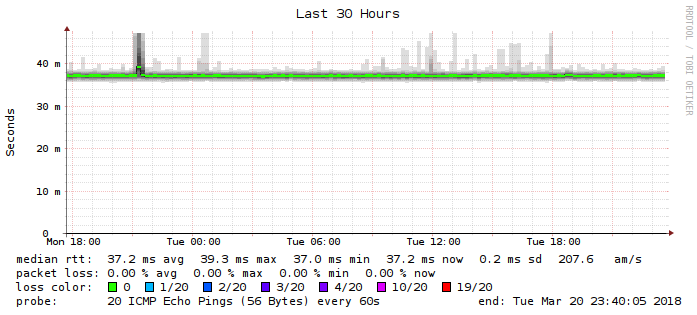 Last 30 Hours
RRDTOOL / TOBI OETIKER
Seconds
40 m
30 m
20 m
10 m
0
Mon 18:00 Tue 00:00 Tue 06:00 Tue 12:00 Tue 18:00
median rtt: 37.2 ms avg 39.3 ms max 37.0 ms min 37.2 ms now 0.2 ms sd 207.6 am/s
packet loss: 0.00 % avg 0.00 % max 0.00 % min 0.00 % now
loss color: 0 1/20 2/20 3/20 4/20 10/20 19/20
probe: 20 ICMP Echo Pings (56 Bytes) every 60s end: Tue Mar 20 23:40:05 2018